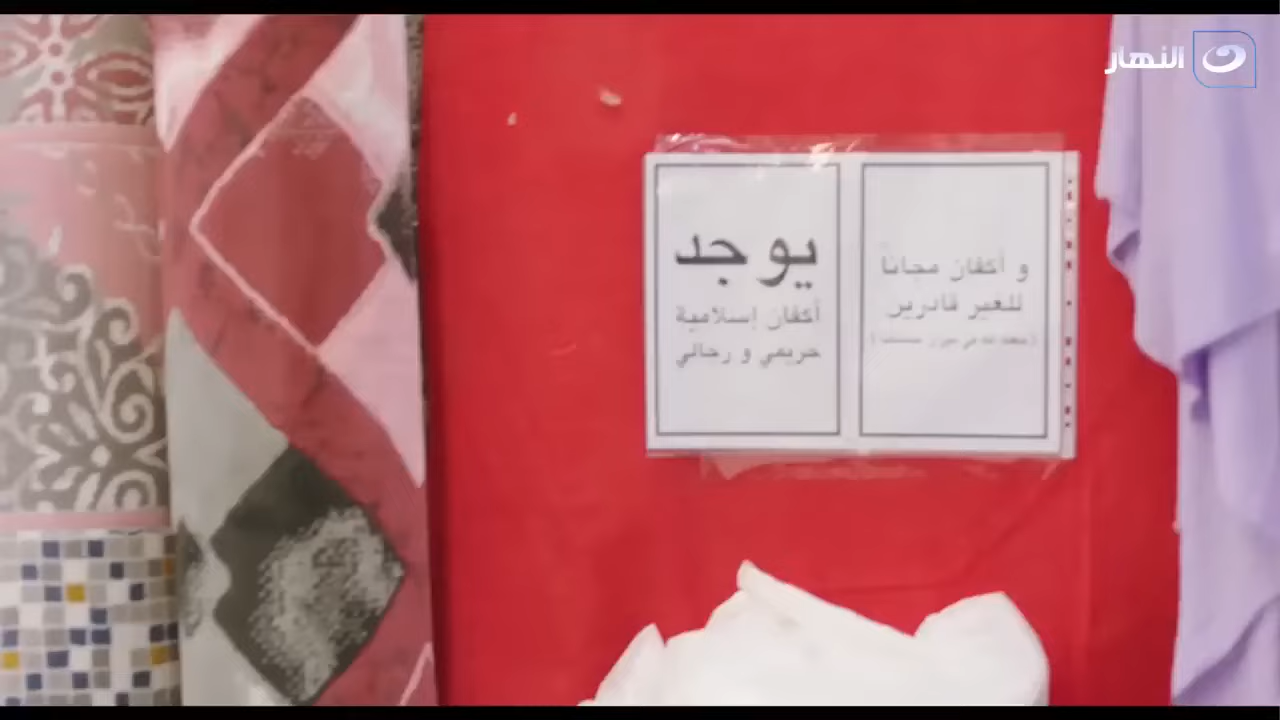 النهار
يوجد
أكفان إسلامية
حريمي و رجالي
و أكفان مجاناً
للغير قادرين